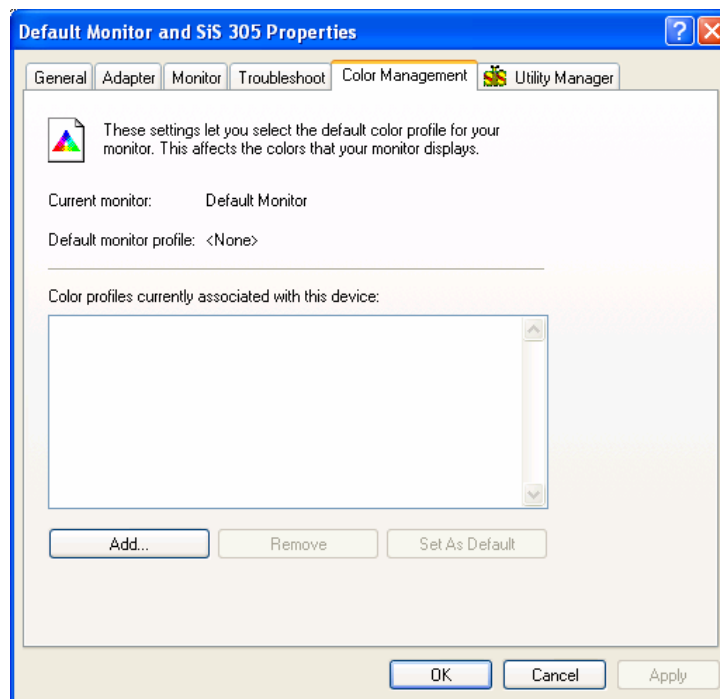 Default Monitor and SiS 305 Properties
General Adapter Monitor Troubleshoot Color Management SiS Utility Manager
These settings let you select the default color profile for your
monitor. This affects the colors that your monitor displays.
Current monitor: Default Monitor
Default monitor profile: <None>
Color profiles currently associated with this device:
Add... Remove Set As Default
OK Cancel Apply